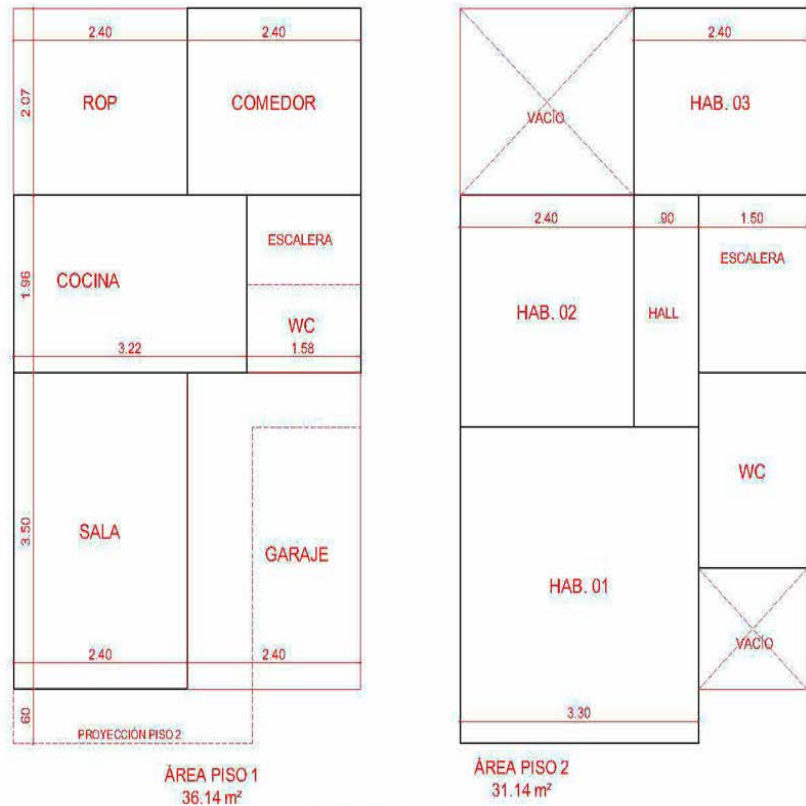 2.40
2.40
2.07
ROP
COMEDOR
1.96
ESCALERA
COCINA
WC
3.22
1.58
3.50
SALA
GARAJE
2.40
2.40
.60
PROYECCIÓN PISO 2
ÁREA PISO 1
36.14 m²
2.40
VACÍO
HAB. 03
2.40
.90
1.50
ESCALERA
HAB. 02
HALL
WC
HAB. 01
VACÍO
3.30
ÁREA PISO 2
31.14 m²